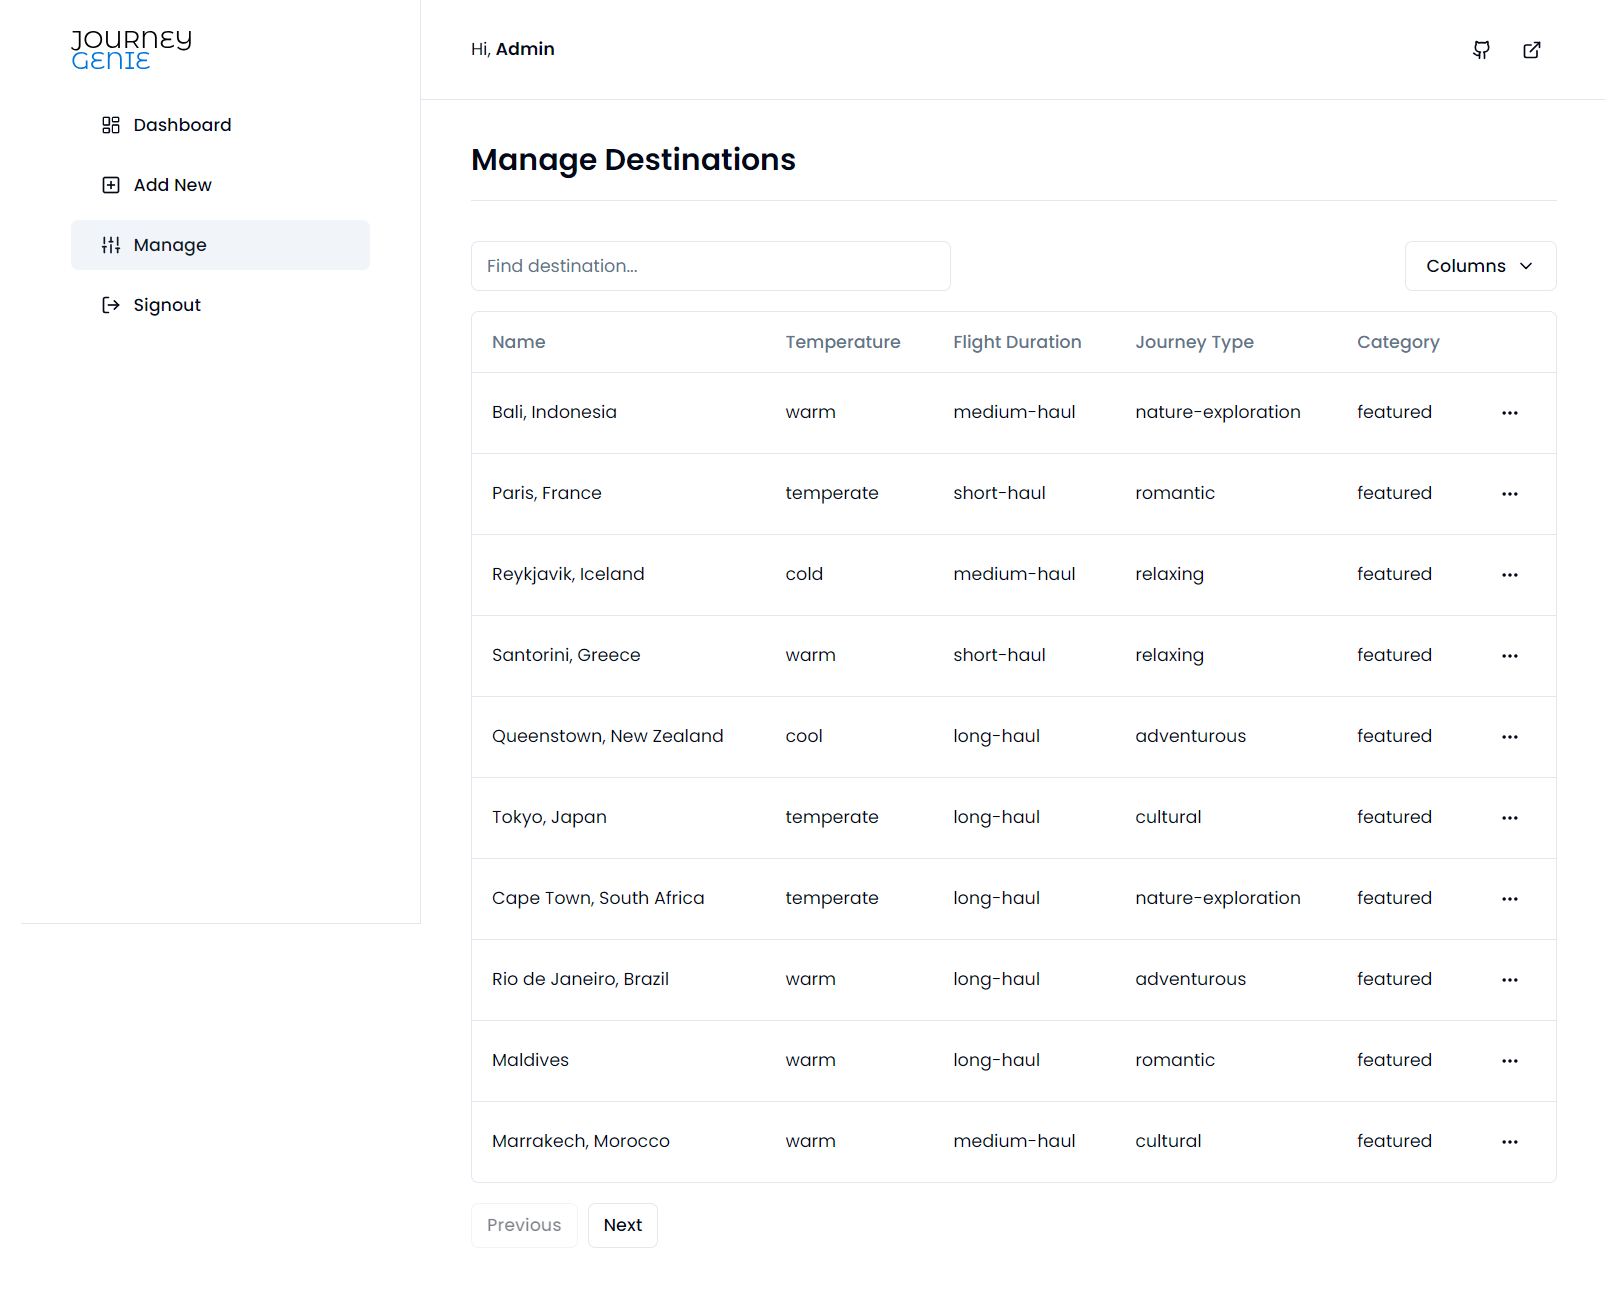 JOURNEY
GENIE
Dashboard
Add New
Manage
Signout
Hi, Admin
Manage Destinations
Find destination...
Columns
Name Temperature Flight Duration Journey Type Category
Bali, Indonesia warm medium-haul nature-exploration featured
Paris, France temperate short-haul romantic featured
Reykjavik, Iceland cold medium-haul relaxing featured
Santorini, Greece warm short-haul relaxing featured
Queenstown, New Zealand cool long-haul adventurous featured
Tokyo, Japan temperate long-haul cultural featured
Cape Town, South Africa temperate long-haul nature-exploration featured
Rio de Janeiro, Brazil warm long-haul adventurous featured
Maldives warm long-haul romantic featured
Marrakech, Morocco warm medium-haul cultural featured
Previous Next